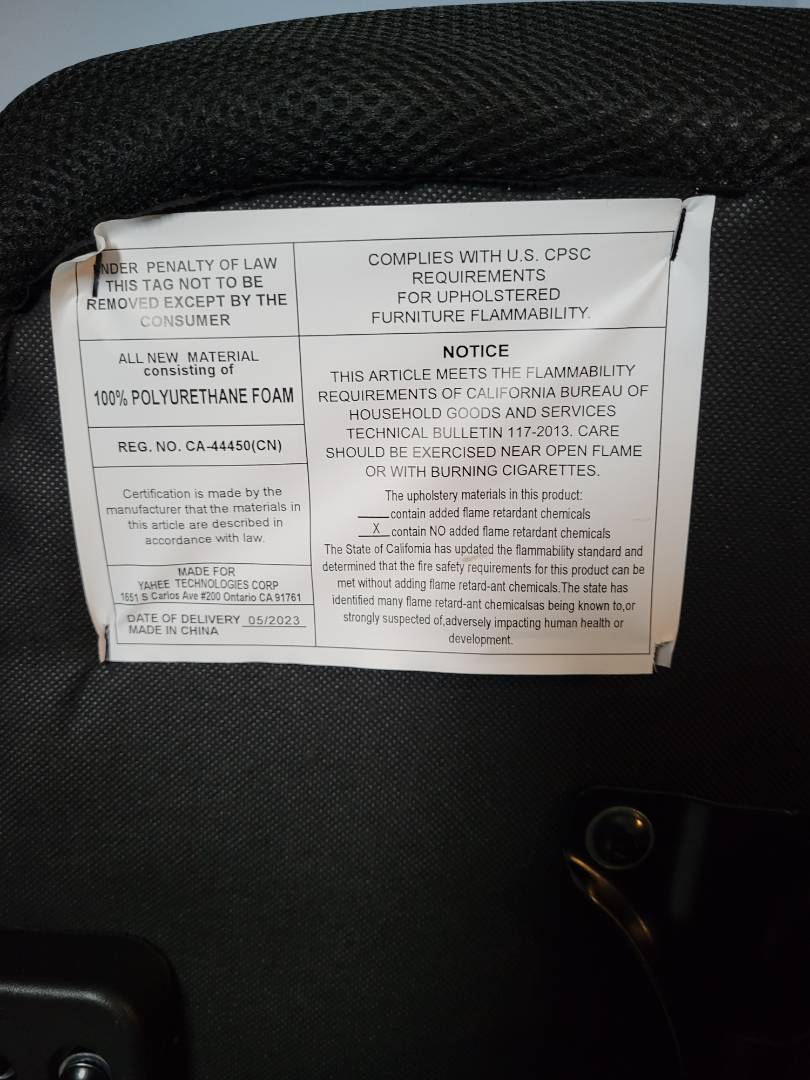 UNDER PENALTY OF LAW
THIS TAG NOT TO BE
REMOVED EXCEPT BY THE
CONSUMER
ALL NEW MATERIAL
consisting of
100% POLYURETHANE FOAM
REG. NO. CA-44450(CN)
Certification is made by the
manufacturer that the materials in
this article are described in
accordance with law.
MADE FOR
YAHEE TECHNOLOGIES CORP
1651 S Carlos Ave #200 Ontario CA 91761
DATE OF DELIVERY 05/2023
MADE IN CHINA
COMPLIES WITH U.S. CPSC
REQUIREMENTS
FOR UPHOLSTERED
FURNITURE FLAMMABILITY.
NOTICE
THIS ARTICLE MEETS THE FLAMMABILITY
REQUIREMENTS OF CALIFORNIA BUREAU OF
HOUSEHOLD GOODS AND SERVICES
TECHNICAL BULLETIN 117-2013. CARE
SHOULD BE EXERCISED NEAR OPEN FLAME
OR WITH BURNING CIGARETTES.
The upholstery materials in this product:
____contain added flame retardant chemicals
__X__contain NO added flame retardant chemicals
The State of California has updated the flammability standard and
determined that the fire safety requirements for this product can be
met without adding flame retard-ant chemicals.The state has
identified many flame retard-ant chemicalsas being known to,or
strongly suspected of,adversely impacting human health or
development.